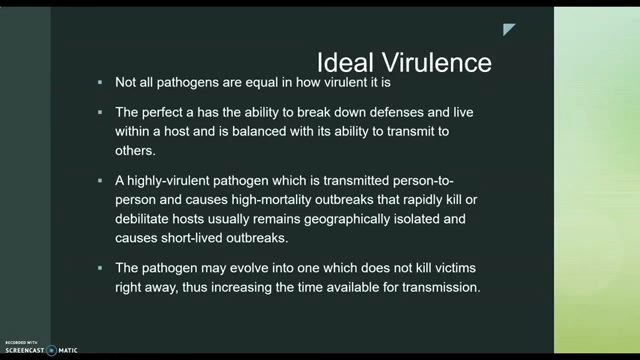 Ideal Virulence
▪ Not all pathogens are equal in how virulent it is
▪ The perfect a has the ability to break down defenses and live
within a host and is balanced with its ability to transmit to
others.
▪ A highly-virulent pathogen which is transmitted person-to-
person and causes high-mortality outbreaks that rapidly kill or
debilitate hosts usually remains geographically isolated and
causes short-lived outbreaks.
▪ The pathogen may evolve into one which does not kill victims
right away, thus increasing the time available for transmission.
RECORDED WITH
SCREENCAST MATIC